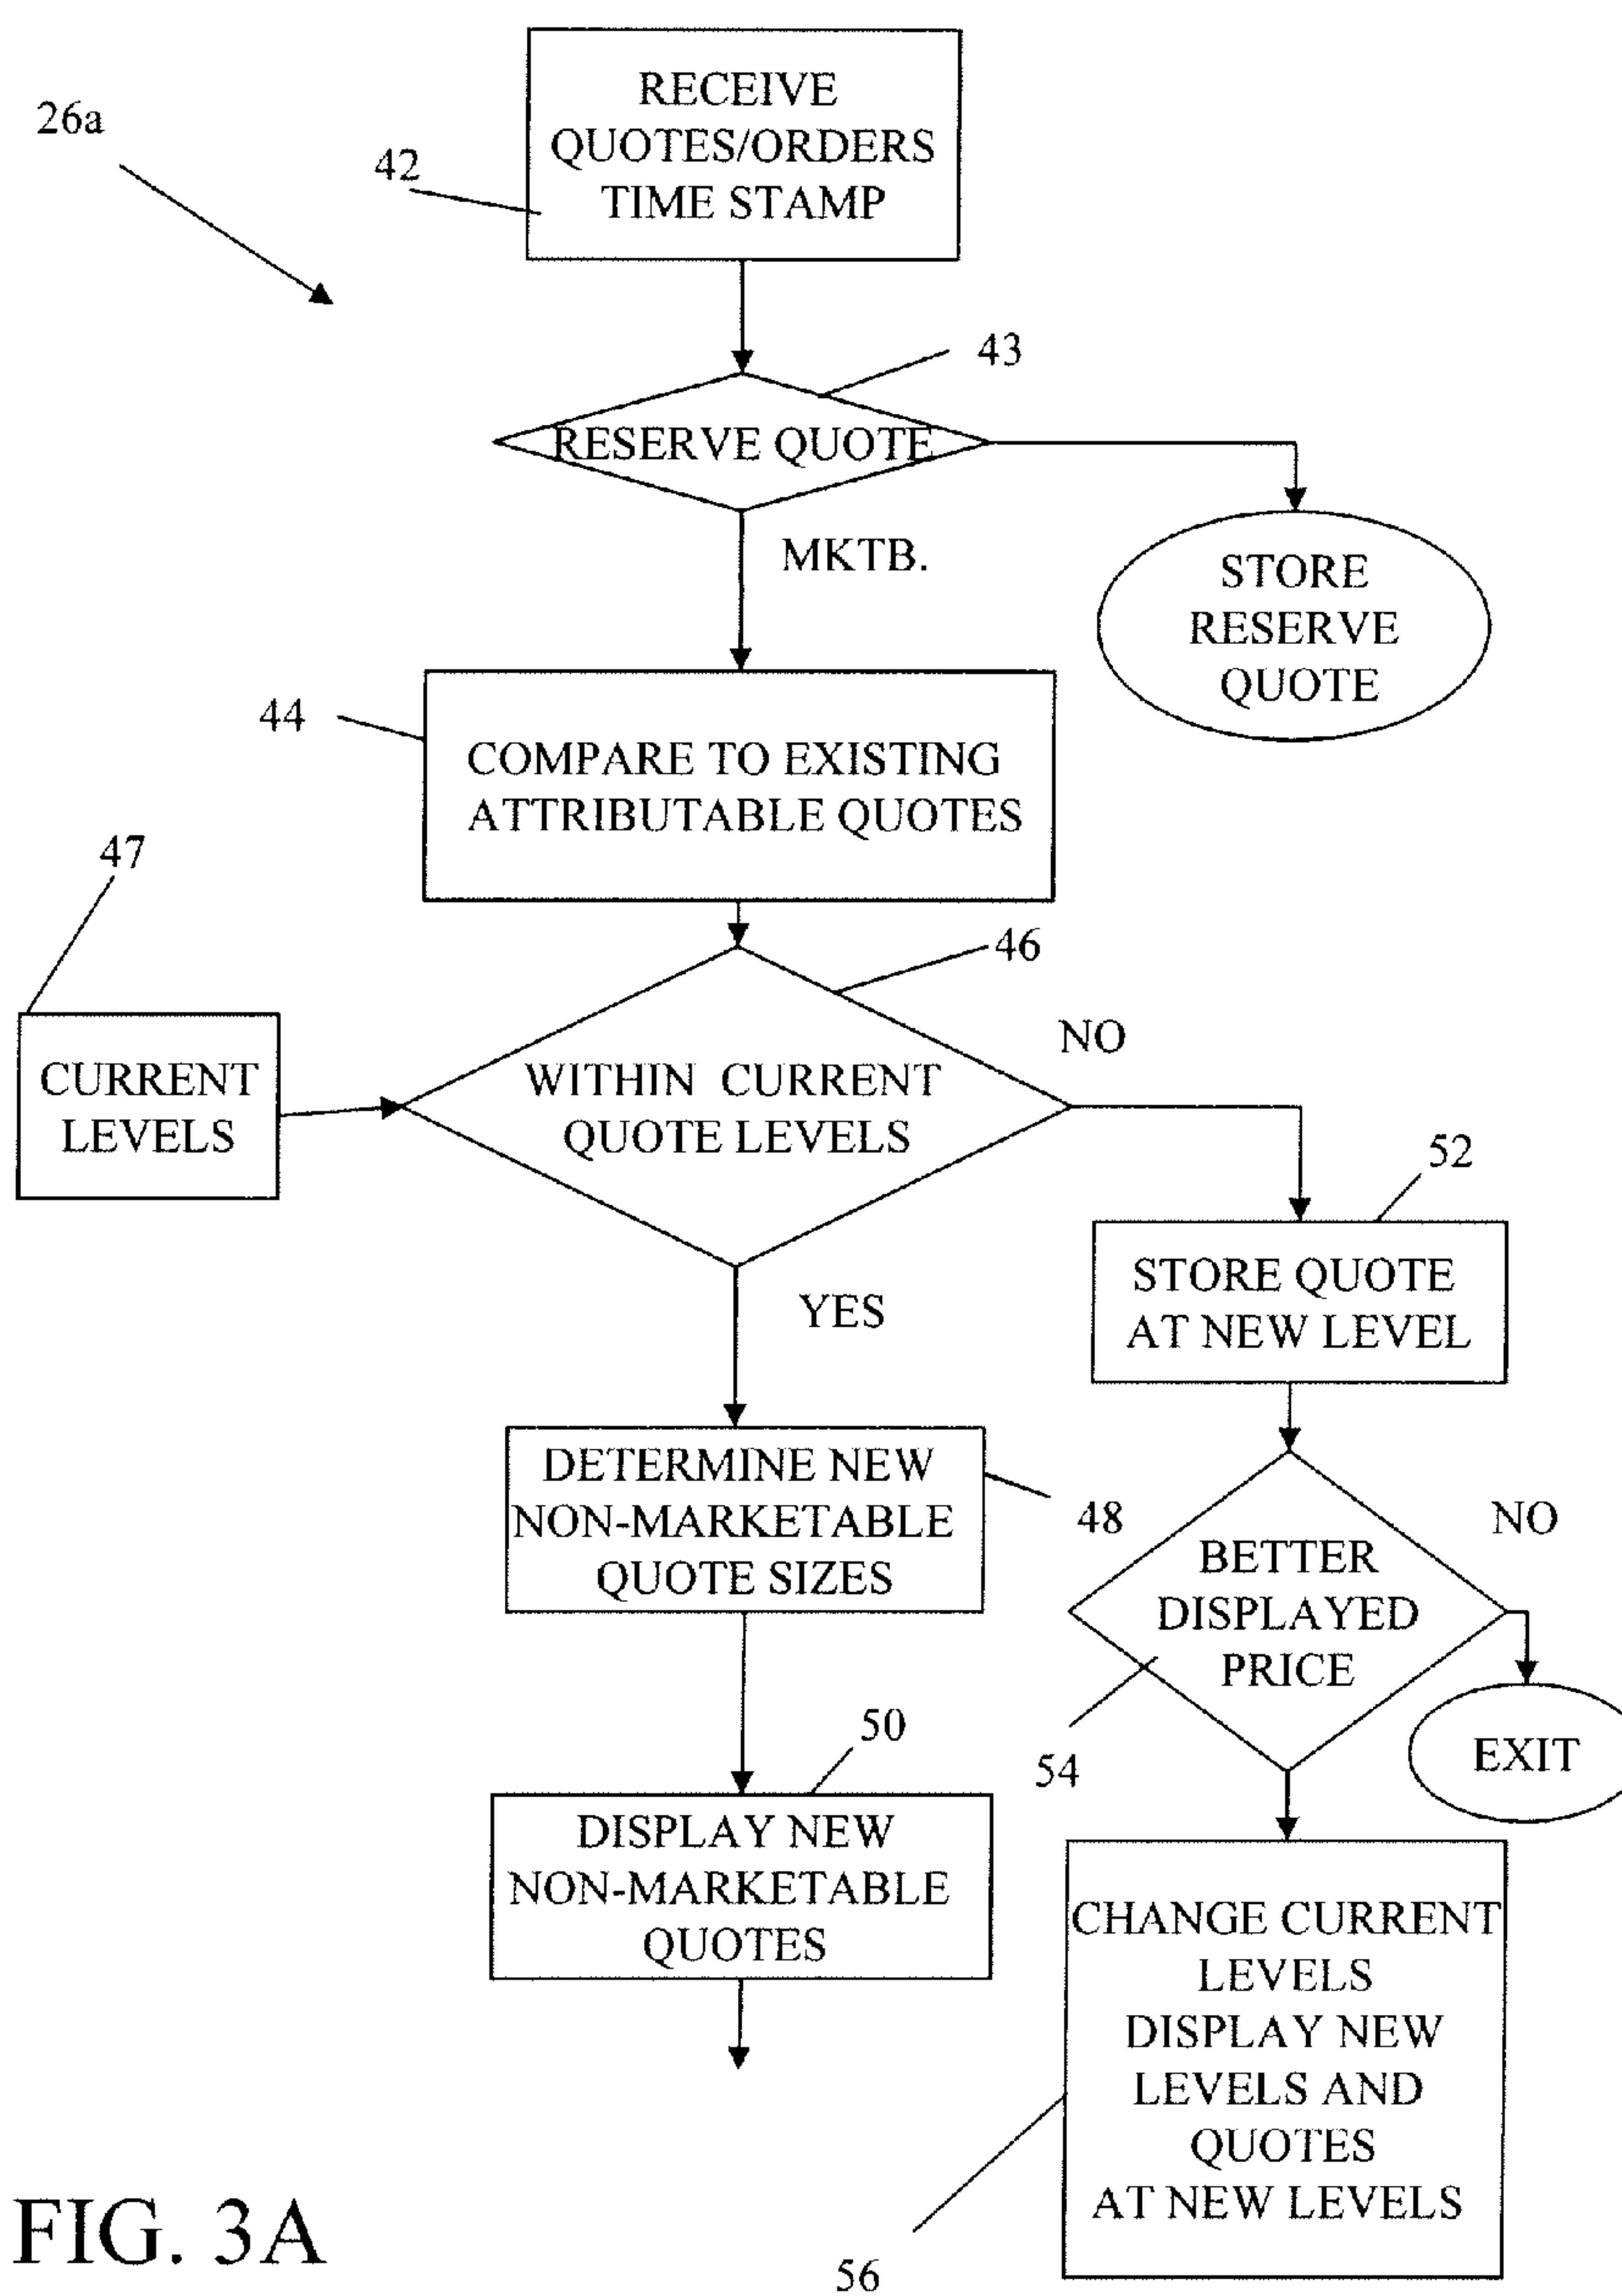 26a
RECEIVE
QUOTES/ORDERS
TIME STAMP
42
43
RESERVE QUOTE
MKTB.
STORE
RESERVE
QUOTE
44
COMPARE TO EXISTING
ATTRIBUTABLE QUOTES
47
46
CURRENT
LEVELS
WITHIN CURRENT
QUOTE LEVELS
NO
52
YES
STORE QUOTE
AT NEW LEVEL
DETERMINE NEW
NON-MARKETABLE
QUOTE SIZES
48
BETTER
DISPLAYED
PRICE
NO
50
54
EXIT
DISPLAY NEW
NON-MARKETABLE
QUOTES
CHANGE CURRENT
LEVELS
DISPLAY NEW
LEVELS AND
QUOTES
AT NEW LEVELS
FIG. 3A
56